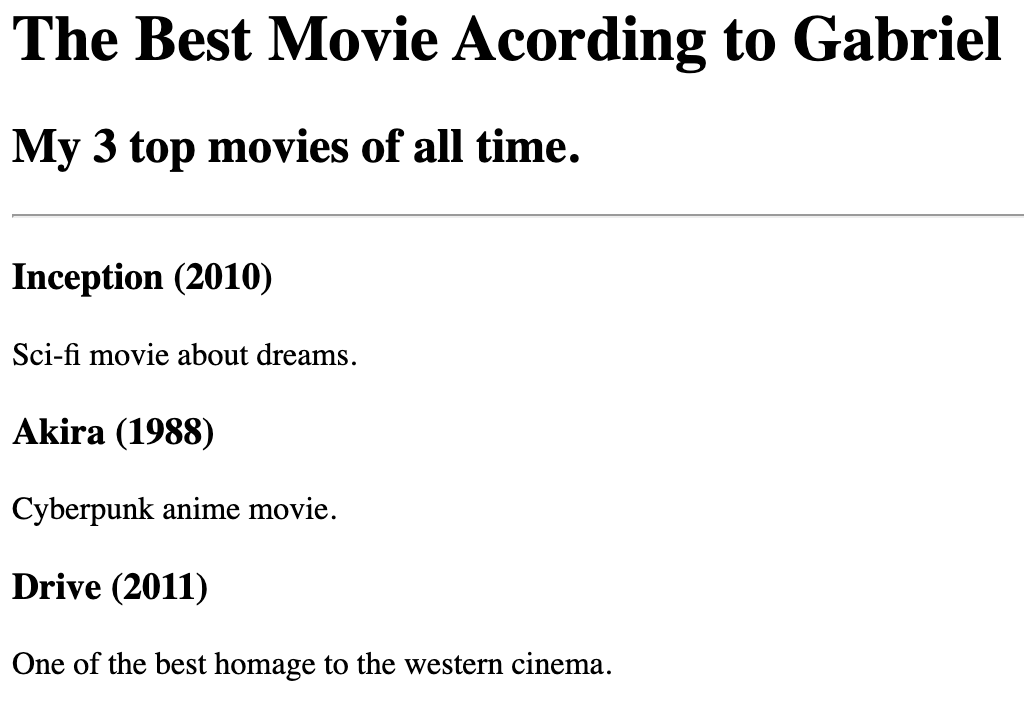 The Best Movie Acording to Gabriel
My 3 top movies of all time.
Inception (2010)
Sci-fi movie about dreams.
Akira (1988)
Cyberpunk anime movie.
Drive (2011)
One of the best homage to the western cinema.